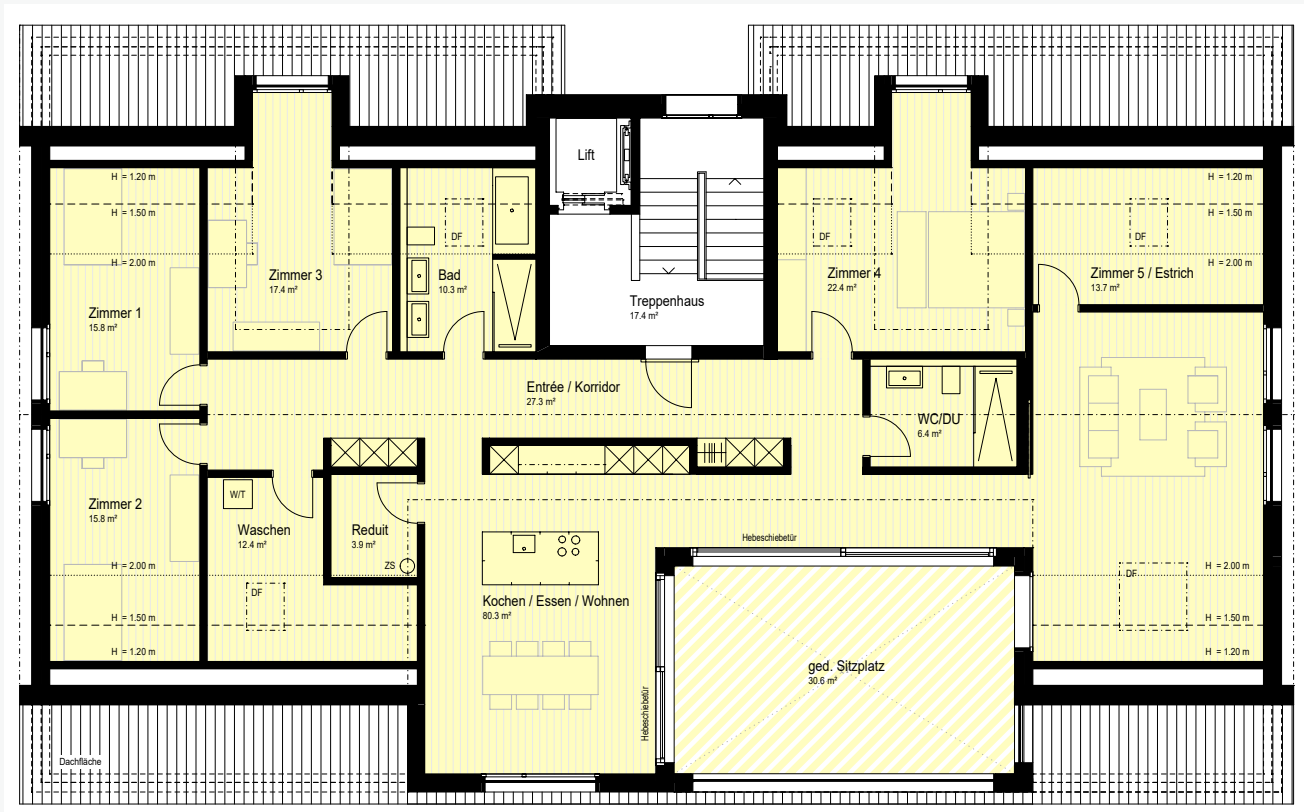 Lift
H = 1.20 m
H = 1.50 m
H = 2.00 m
Zimmer 1
15.8 m²
Zimmer 3
17.4 m²
DF
Bad
10.3 m²
Treppenhaus
17.4 m²
DF
Zimmer 4
22.4 m²
H = 1.20 m
H = 1.50 m
DF
H = 2.00 m
Zimmer 5 / Estrich
13.7 m²
Entrée / Korridor
27.3 m²
WC/DU
6.4 m²
Zimmer 2
15.8 m²
H = 2.00 m
H = 1.50 m
H = 1.20 m
W/T
Waschen
12.4 m²
DF
Reduit
3.9 m²
ZS
Kochen / Essen / Wohnen
80.3 m²
Hebeschiebetür
Hebeschiebetür
ged. Sitzplatz
30.6 m²
DF
H = 2.00 m
H = 1.50 m
H = 1.20 m
Dachfläche